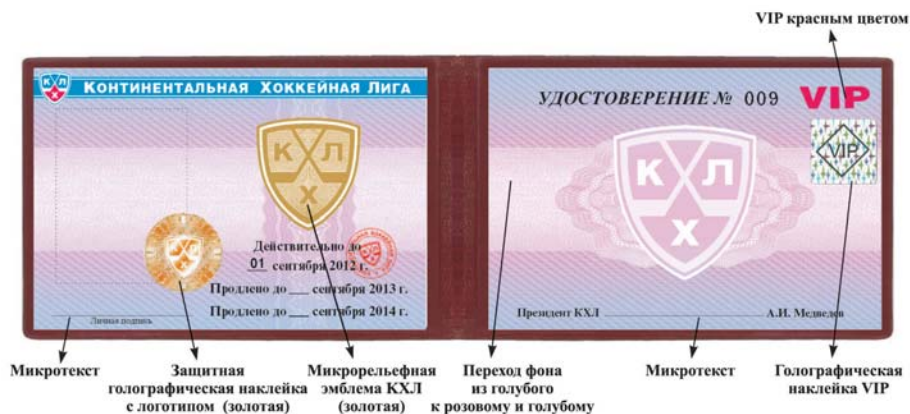 VIP красным цветом
К Л Х
Континентальная Хоккейная Лига
К Л
Х
Действительно до
01 сентября 2012 г.
Продлено до ___ сентября 2013 г.
Продлено до ___ сентября 2014 г.
Личная подпись
УДОСТОВЕРЕНИЕ № 009 VIP
VIP
К Л
Х
Президент КХЛ А.И. Медведев
Микротекст
Защитная
голографическая наклейка
с логотипом (золотая)
Микрорельефная
эмблема КХЛ
(золотая)
Переход фона
из голубого
к розовому и голубому
Микротекст
Голографическая
наклейка VIP